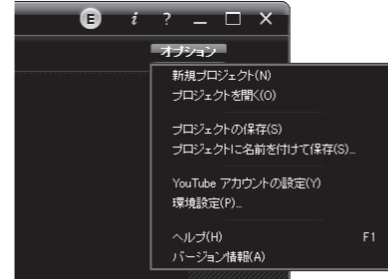 E i ?
オプション
新規プロジェクト(N)
プロジェクトを開く(O)
プロジェクトの保存(S)
プロジェクトに名前を付けて保存(S)...
YouTube アカウントの設定(Y)
環境設定(P)...
ヘルプ(H) F1
バージョン情報(A)